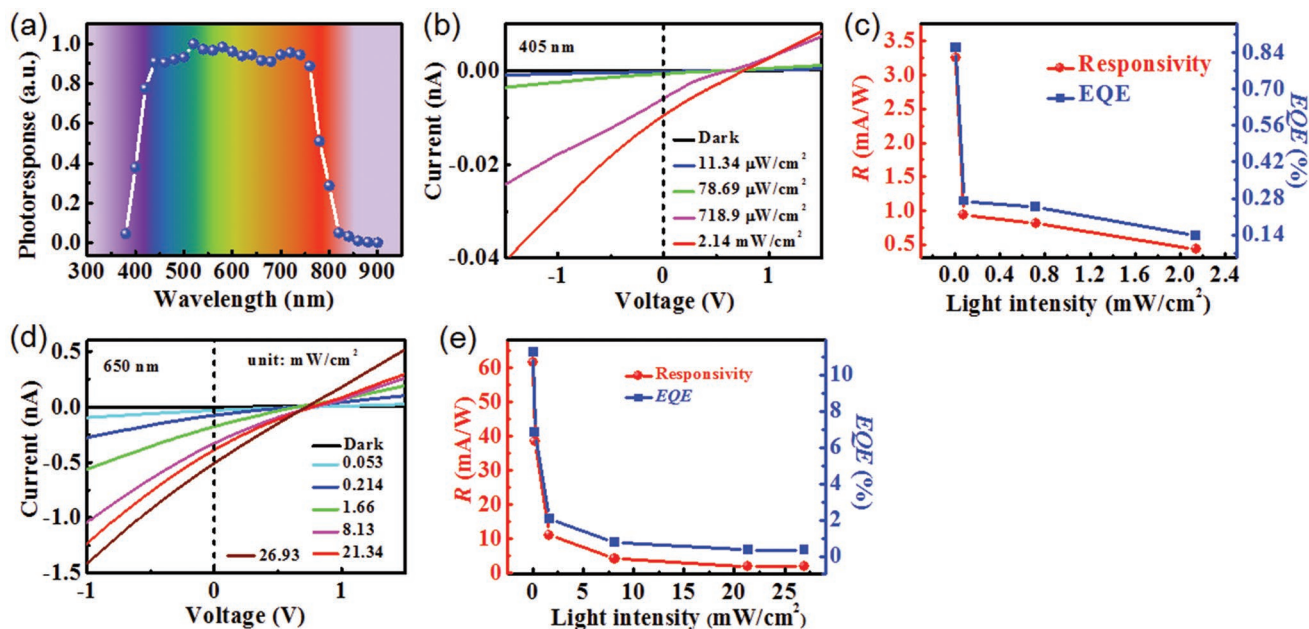 (a)
Photoresponse (a.u.)
1.0
0.8
0.6
0.4
0.2
0.0
300 400 500 600 700 800 900
Wavelength (nm)
(b)
405 nm
Current (nA)
0.00
-0.02
-0.04
Dark
11.34 μW/cm²
78.69 μW/cm²
718.9 μW/cm²
2.14 mW/cm²
-1 0 1
Voltage (V)
(c)
R (mA/W)
3.5
3.0
2.5
2.0
1.5
1.0
0.5
Responsivity
EQE
0.84
0.70
0.56
0.42
0.28
0.14
EQE (%)
0.0 0.4 0.8 1.2 1.6 2.0 2.4
Light intensity (mW/cm²)
(d)
650 nm
unit: mW/cm²
Current (nA)
0.5
0.0
-0.5
-1.0
-1.5
Dark
0.053
0.214
1.66
8.13
26.93
21.34
-1 0 1
Voltage (V)
(e)
R (mA/W)
60
50
40
30
20
10
0
Responsivity
EQE
10
8
6
4
2
0
EQE (%)
0 5 10 15 20 25
Light intensity (mW/cm²)